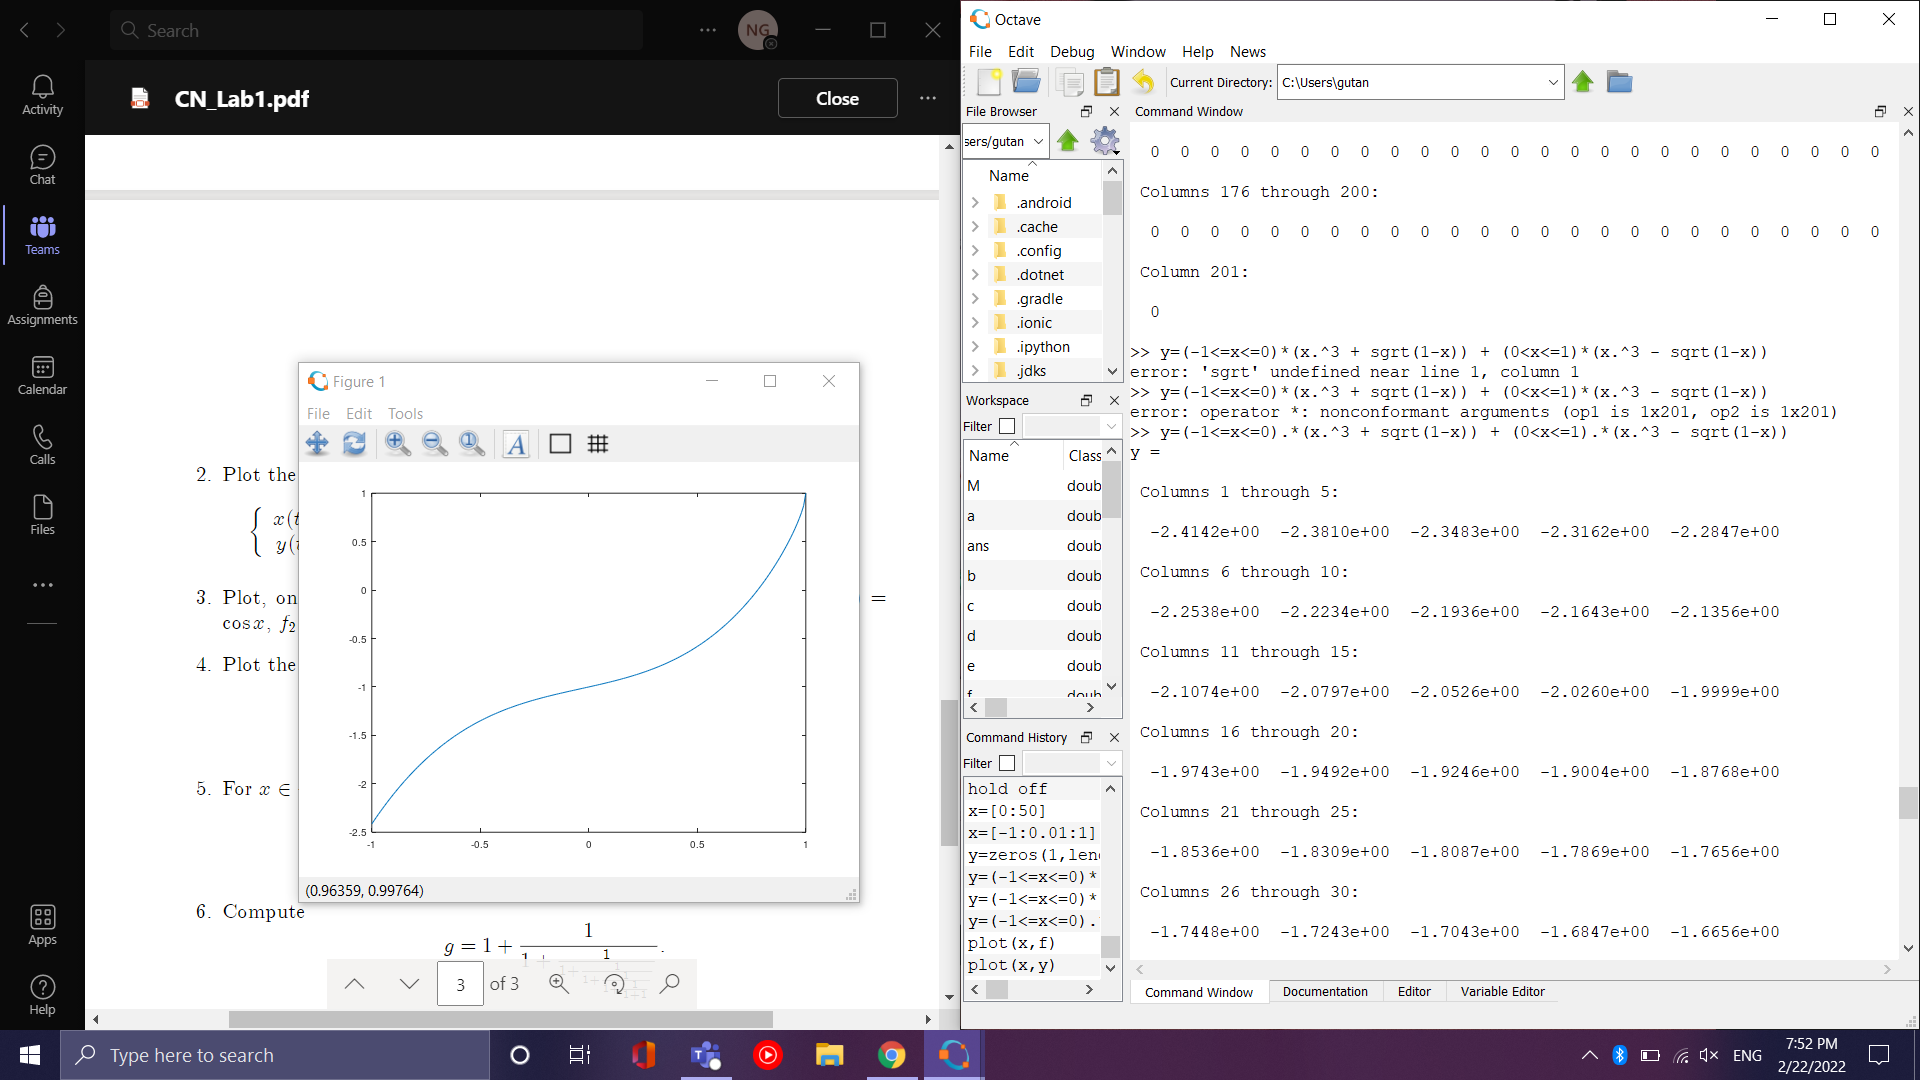 Search
NG
CN_Lab1.pdf
Close
Activity
Chat
Teams
Assignments
Calendar
Calls
Files
Apps
Help
2. Plot the
x(t
y(t
3. Plot, on
=
cos x, f2
4. Plot the
5. For x ∈
6. Compute
g = 1 + 1
1 + 1
3 of 3
Figure 1
File Edit Tools
1
0.5
0
-0.5
-1
-1.5
-2
-2.5
-1 -0.5 0 0.5 1
(0.96359, 0.99764)
Octave
File Edit Debug Window Help News
Current Directory: C:\Users\gutan
File Browser
sers/gutan
Name
.android
.cache
.config
.dotnet
.gradle
.ionic
.ipython
.jdks
Workspace
Filter
Name Class
M doub
a doub
ans doub
b doub
c doub
d doub
e doub
f doub
Command History
Filter
hold off
x=[0:50]
x=[-1:0.01:1]
y=zeros(1,len
y=(-1<=x<=0)*
y=(-1<=x<=0)*
y=(-1<=x<=0).
plot(x,f)
plot(x,y)
Command Window
0 0 0 0 0 0 0 0 0 0 0 0 0 0 0 0 0 0 0 0 0 0 0 0 0
Columns 176 through 200:
0 0 0 0 0 0 0 0 0 0 0 0 0 0 0 0 0 0 0 0 0 0 0 0 0
Column 201:
0
>> y=(-1<=x<=0)*(x.^3 + sgrt(1-x)) + (0<x<=1)*(x.^3 - sqrt(1-x))
error: 'sgrt' undefined near line 1, column 1
>> y=(-1<=x<=0)*(x.^3 + sqrt(1-x)) + (0<x<=1)*(x.^3 - sqrt(1-x))
error: operator *: nonconformant arguments (op1 is 1x201, op2 is 1x201)
>> y=(-1<=x<=0).*(x.^3 + sqrt(1-x)) + (0<x<=1).*(x.^3 - sqrt(1-x))
y =
Columns 1 through 5:
-2.4142e+00 -2.3810e+00 -2.3483e+00 -2.3162e+00 -2.2847e+00
Columns 6 through 10:
-2.2538e+00 -2.2234e+00 -2.1936e+00 -2.1643e+00 -2.1356e+00
Columns 11 through 15:
-2.1074e+00 -2.0797e+00 -2.0526e+00 -2.0260e+00 -1.9999e+00
Columns 16 through 20:
-1.9743e+00 -1.9492e+00 -1.9246e+00 -1.9004e+00 -1.8768e+00
Columns 21 through 25:
-1.8536e+00 -1.8309e+00 -1.8087e+00 -1.7869e+00 -1.7656e+00
Columns 26 through 30:
-1.7448e+00 -1.7243e+00 -1.7043e+00 -1.6847e+00 -1.6656e+00
Command Window Documentation Editor Variable Editor
Type here to search
ENG
7:52 PM
2/22/2022